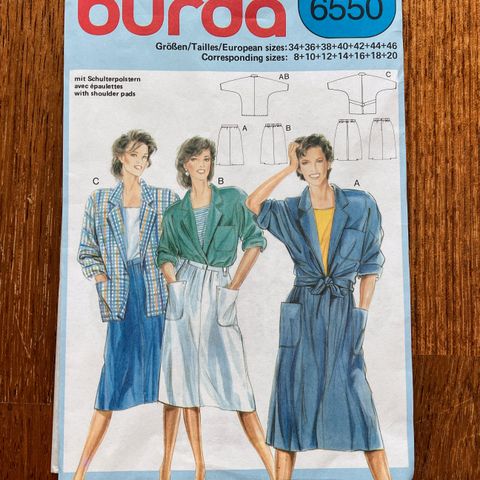 burda
6550
Größen/Tailles/European sizes: 34+36+38+40+42+44+46
Corresponding sizes: 8+10+12+14+16+18+20
mit Schulterpolstern
avec épaulettes
with shoulder pads
AB
C
A
B
C
B
A